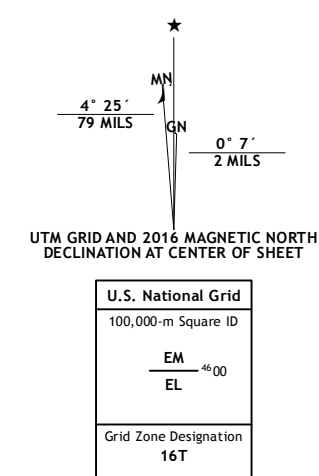 ★
MN
4° 25´
79 MILS
GN
0° 7´
2 MILS
UTM GRID AND 2016 MAGNETIC NORTH
DECLINATION AT CENTER OF SHEET
U.S. National Grid
100,000-m Square ID
EM
4600
EL
Grid Zone Designation
16T